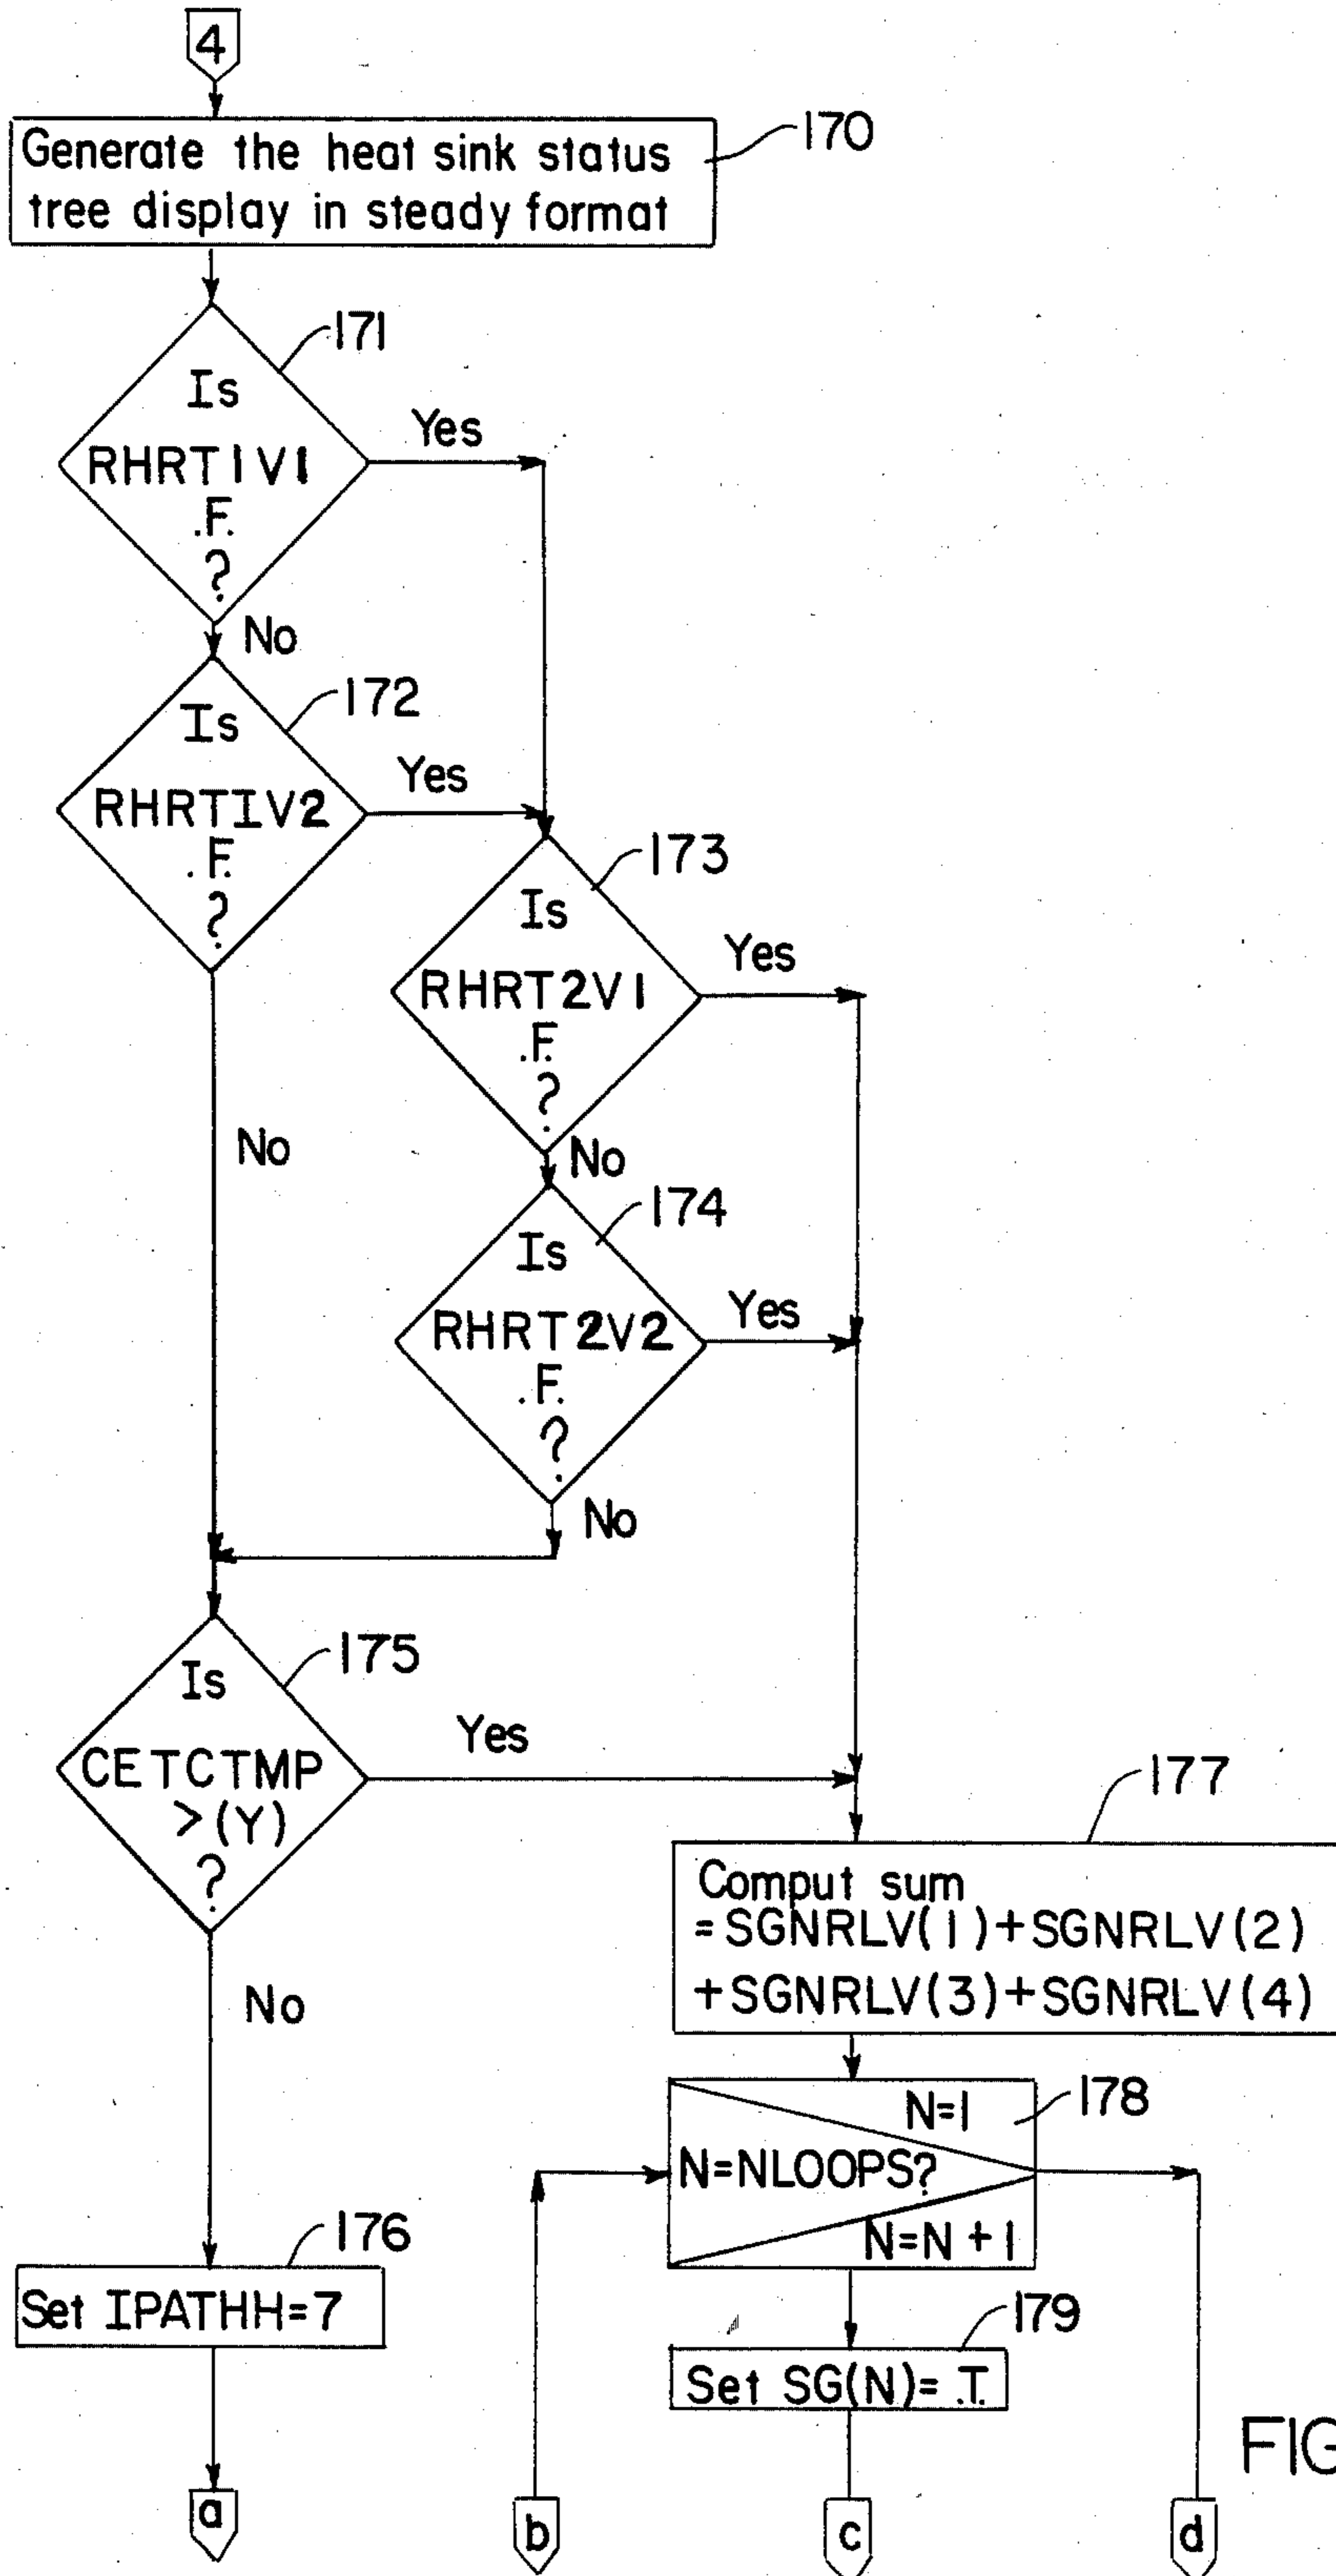 4
Generate the heat sink status
tree display in steady format
170
Is
RHRT1V1
.F.
?
171
Yes
No
Is
RHRT1V2
.F.
?
172
Yes
No
Is
RHRT2V1
.F.
?
173
Yes
No
Is
RHRT2V2
.F.
?
174
Yes
No
Is
CETCTMP
>(Y)
?
175
Yes
No
177
Comput sum
=SGNRLV(1)+SGNRLV(2)
+SGNRLV(3)+SGNRLV(4)
N=1
N=NLOOPS?
N=N+1
178
176
Set IPATHH=7
179
Set SG(N)= .T.
FIG
a
b
c
d